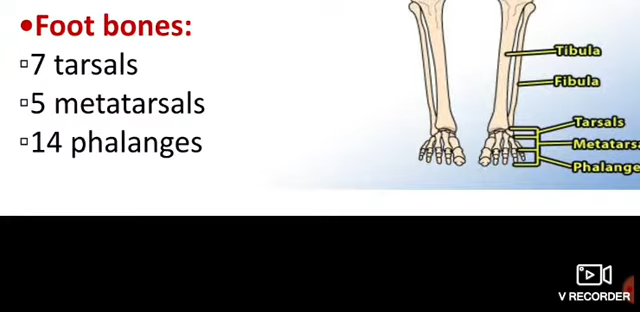 •Foot bones:
▫7 tarsals
▫5 metatarsals
▫14 phalanges
Tibula
Fibula
Tarsals
Metatarsa
Phalange
V RECORDER